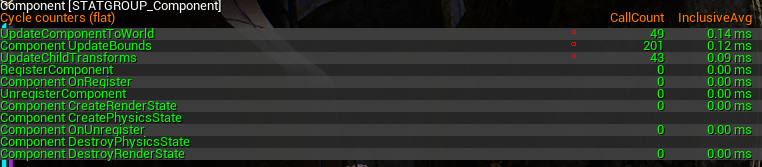 Component [STATGROUP_Component]
Cycle counters (flat) CallCount InclusiveAvg
UpdateComponentToWorld 49 0.14 ms
Component UpdateBounds 201 0.12 ms
UpdateChildTransforms 43 0.09 ms
RegisterComponent 0 0.00 ms
Component OnRegister 0 0.00 ms
UnregisterComponent 0 0.00 ms
Component CreateRenderState 0 0.00 ms
Component CreatePhysicsState
Component OnUnregister 0 0.00 ms
Component DestroyPhysicsState
Component DestroyRenderState 0 0.00 ms